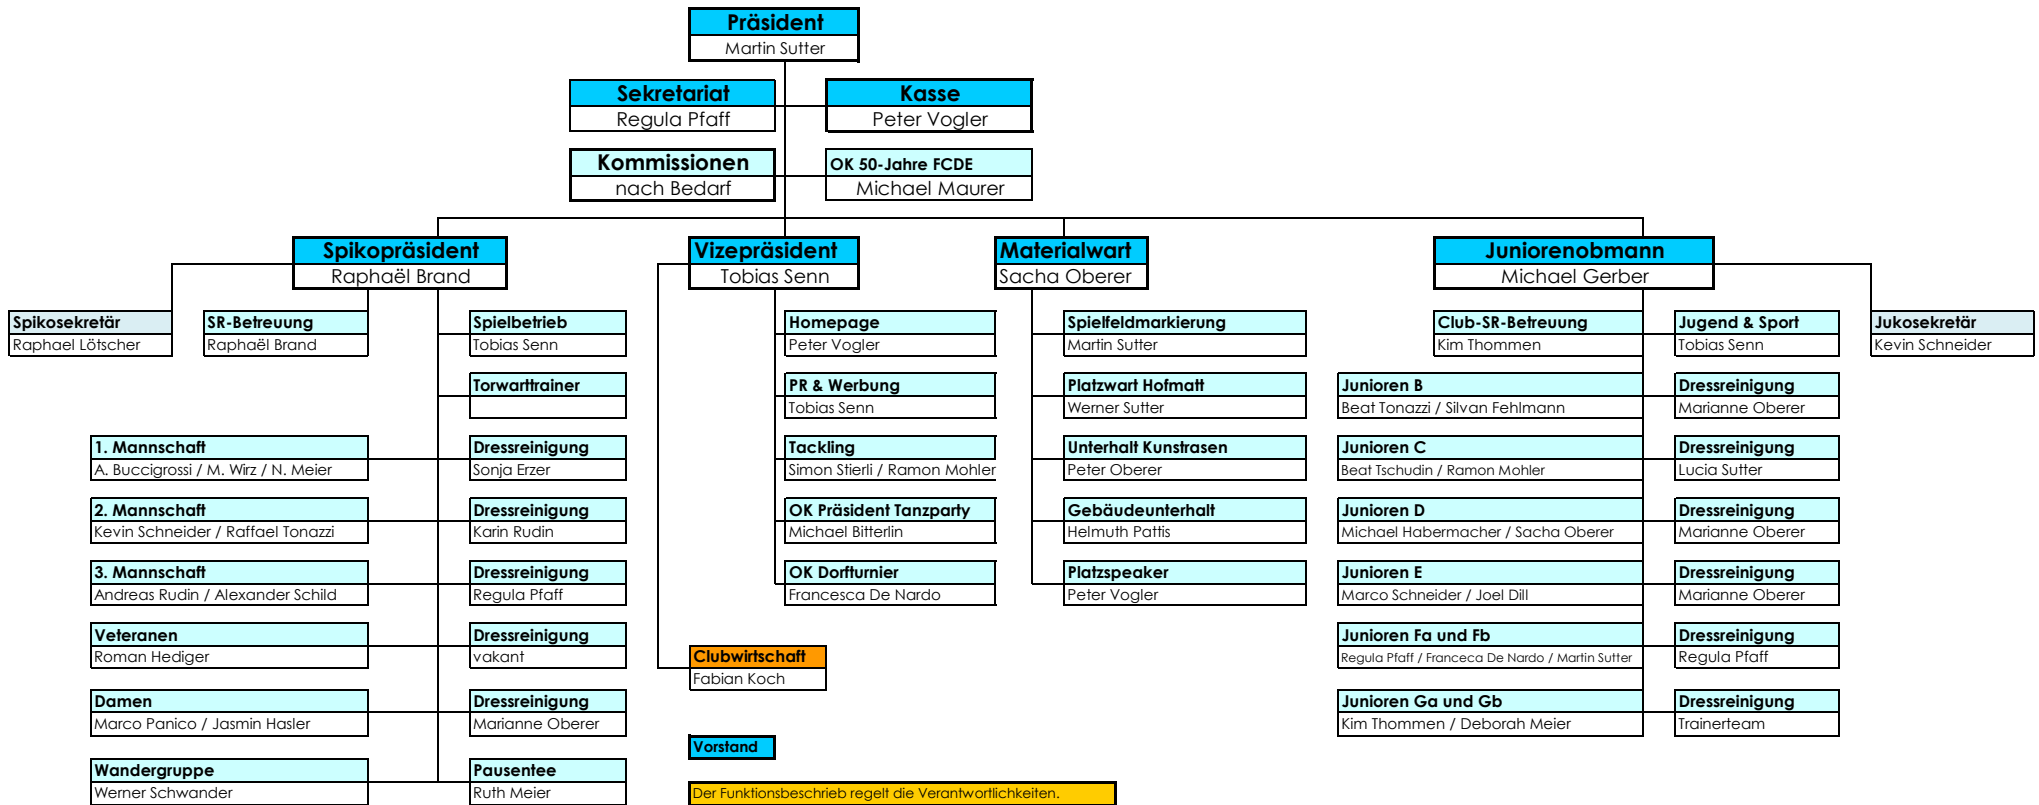 Präsident
Martin Sutter
Sekretariat
Regula Pfaff
Kasse
Peter Vogler
Kommissionen
nach Bedarf
OK 50-Jahre FCDE
Michael Maurer
Spikopräsident
Raphaël Brand
Vizepräsident
Tobias Senn
Materialwart
Sacha Oberer
Juniorenobmann
Michael Gerber
Spikosekretär
Raphael Lötscher
SR-Betreuung
Raphaël Brand
Spielbetrieb
Tobias Senn
Homepage
Peter Vogler
Spielfeldmarkierung
Martin Sutter
Club-SR-Betreuung
Kim Thommen
Jugend & Sport
Tobias Senn
Jukosekretär
Kevin Schneider
Torwarttrainer
PR & Werbung
Tobias Senn
Platzwart Hofmatt
Werner Sutter
Junioren B
Beat Tonazzi / Silvan Fehlmann
Dressreinigung
Marianne Oberer
1. Mannschaft
A. Buccigrossi / M. Wirz / N. Meier
Dressreinigung
Sonja Erzer
Tackling
Simon Stierli / Ramon Mohler
Unterhalt Kunstrasen
Peter Oberer
Junioren C
Beat Tschudin / Ramon Mohler
Dressreinigung
Lucia Sutter
2. Mannschaft
Kevin Schneider / Raffael Tonazzi
Dressreinigung
Karin Rudin
OK Präsident Tanzparty
Michael Bitterlin
Gebäudeunterhalt
Helmuth Pattis
Junioren D
Michael Habermacher / Sacha Oberer
Dressreinigung
Marianne Oberer
3. Mannschaft
Andreas Rudin / Alexander Schild
Dressreinigung
Regula Pfaff
OK Dorfturnier
Francesca De Nardo
Platzspeaker
Peter Vogler
Junioren E
Marco Schneider / Joel Dill
Dressreinigung
Marianne Oberer
Veteranen
Roman Hediger
Dressreinigung
vakant
Clubwirtschaft
Fabian Koch
Junioren Fa und Fb
Regula Pfaff / Franceca De Nardo / Martin Sutter
Dressreinigung
Regula Pfaff
Damen
Marco Panico / Jasmin Hasler
Dressreinigung
Marianne Oberer
Junioren Ga und Gb
Kim Thommen / Deborah Meier
Dressreinigung
Trainerteam
Vorstand
Wandergruppe
Werner Schwander
Pausentee
Ruth Meier
Der Funktionsbeschrieb regelt die Verantwortlichkeiten.